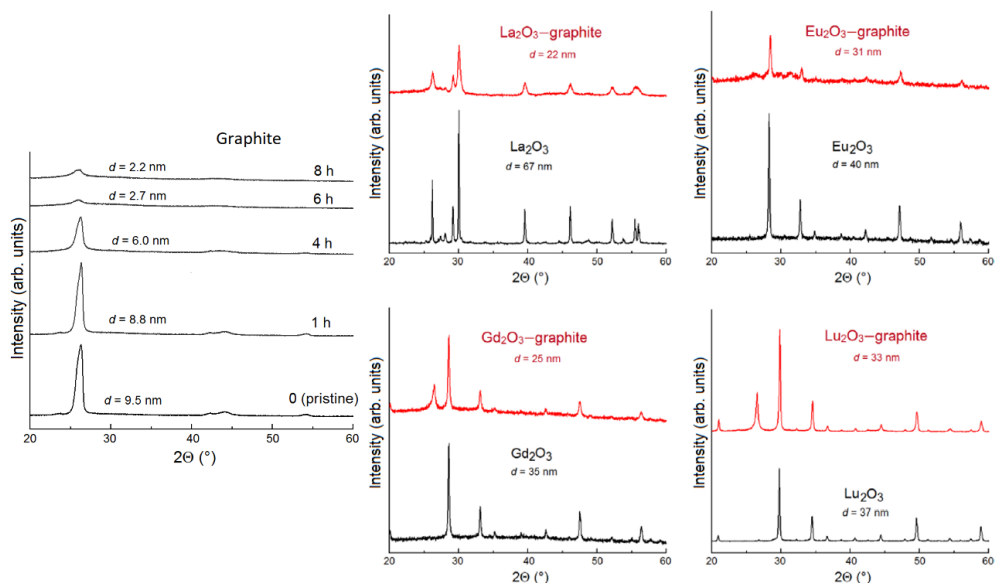 Graphite
d = 2.2 nm
8 h
d = 2.7 nm
6 h
d = 6.0 nm
4 h
d = 8.8 nm
1 h
d = 9.5 nm
0 (pristine)
Intensity (arb. units)
20 30 40 50 60
2Θ (°)
La₂O₃–graphite
d = 22 nm
La₂O₃
d = 67 nm
Intensity (arb. units)
20 30 40 50 60
2Θ (°)
Eu₂O₃–graphite
d = 31 nm
Eu₂O₃
d = 40 nm
Intensity (arb. units)
20 30 40 50 60
2Θ (°)
Gd₂O₃–graphite
d = 25 nm
Gd₂O₃
d = 35 nm
Intensity (arb. units)
20 30 40 50 60
2Θ (°)
Lu₂O₃–graphite
d = 33 nm
Lu₂O₃
d = 37 nm
Intensity (arb. units)
20 30 40 50 60
2Θ (°)